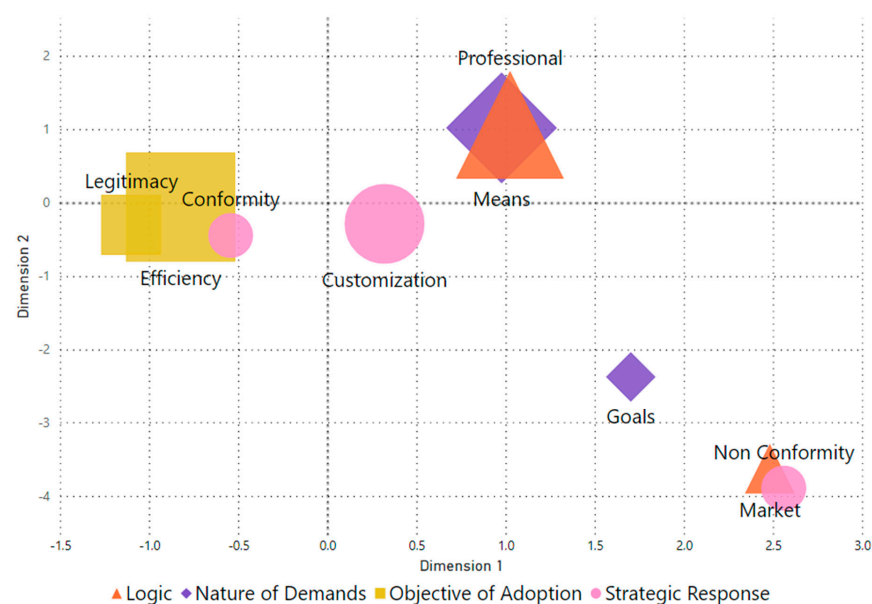 Professional
Legitimacy
Conformity
Means
Efficiency
Customization
Goals
Non Conformity
Market
Dimension 2
2
1
0
-1
-2
-3
-4
-1.5 -1.0 -0.5 0.0 0.5 1.0 1.5 2.0 2.5 3.0
Dimension 1
Logic Nature of Demands Objective of Adoption Strategic Response